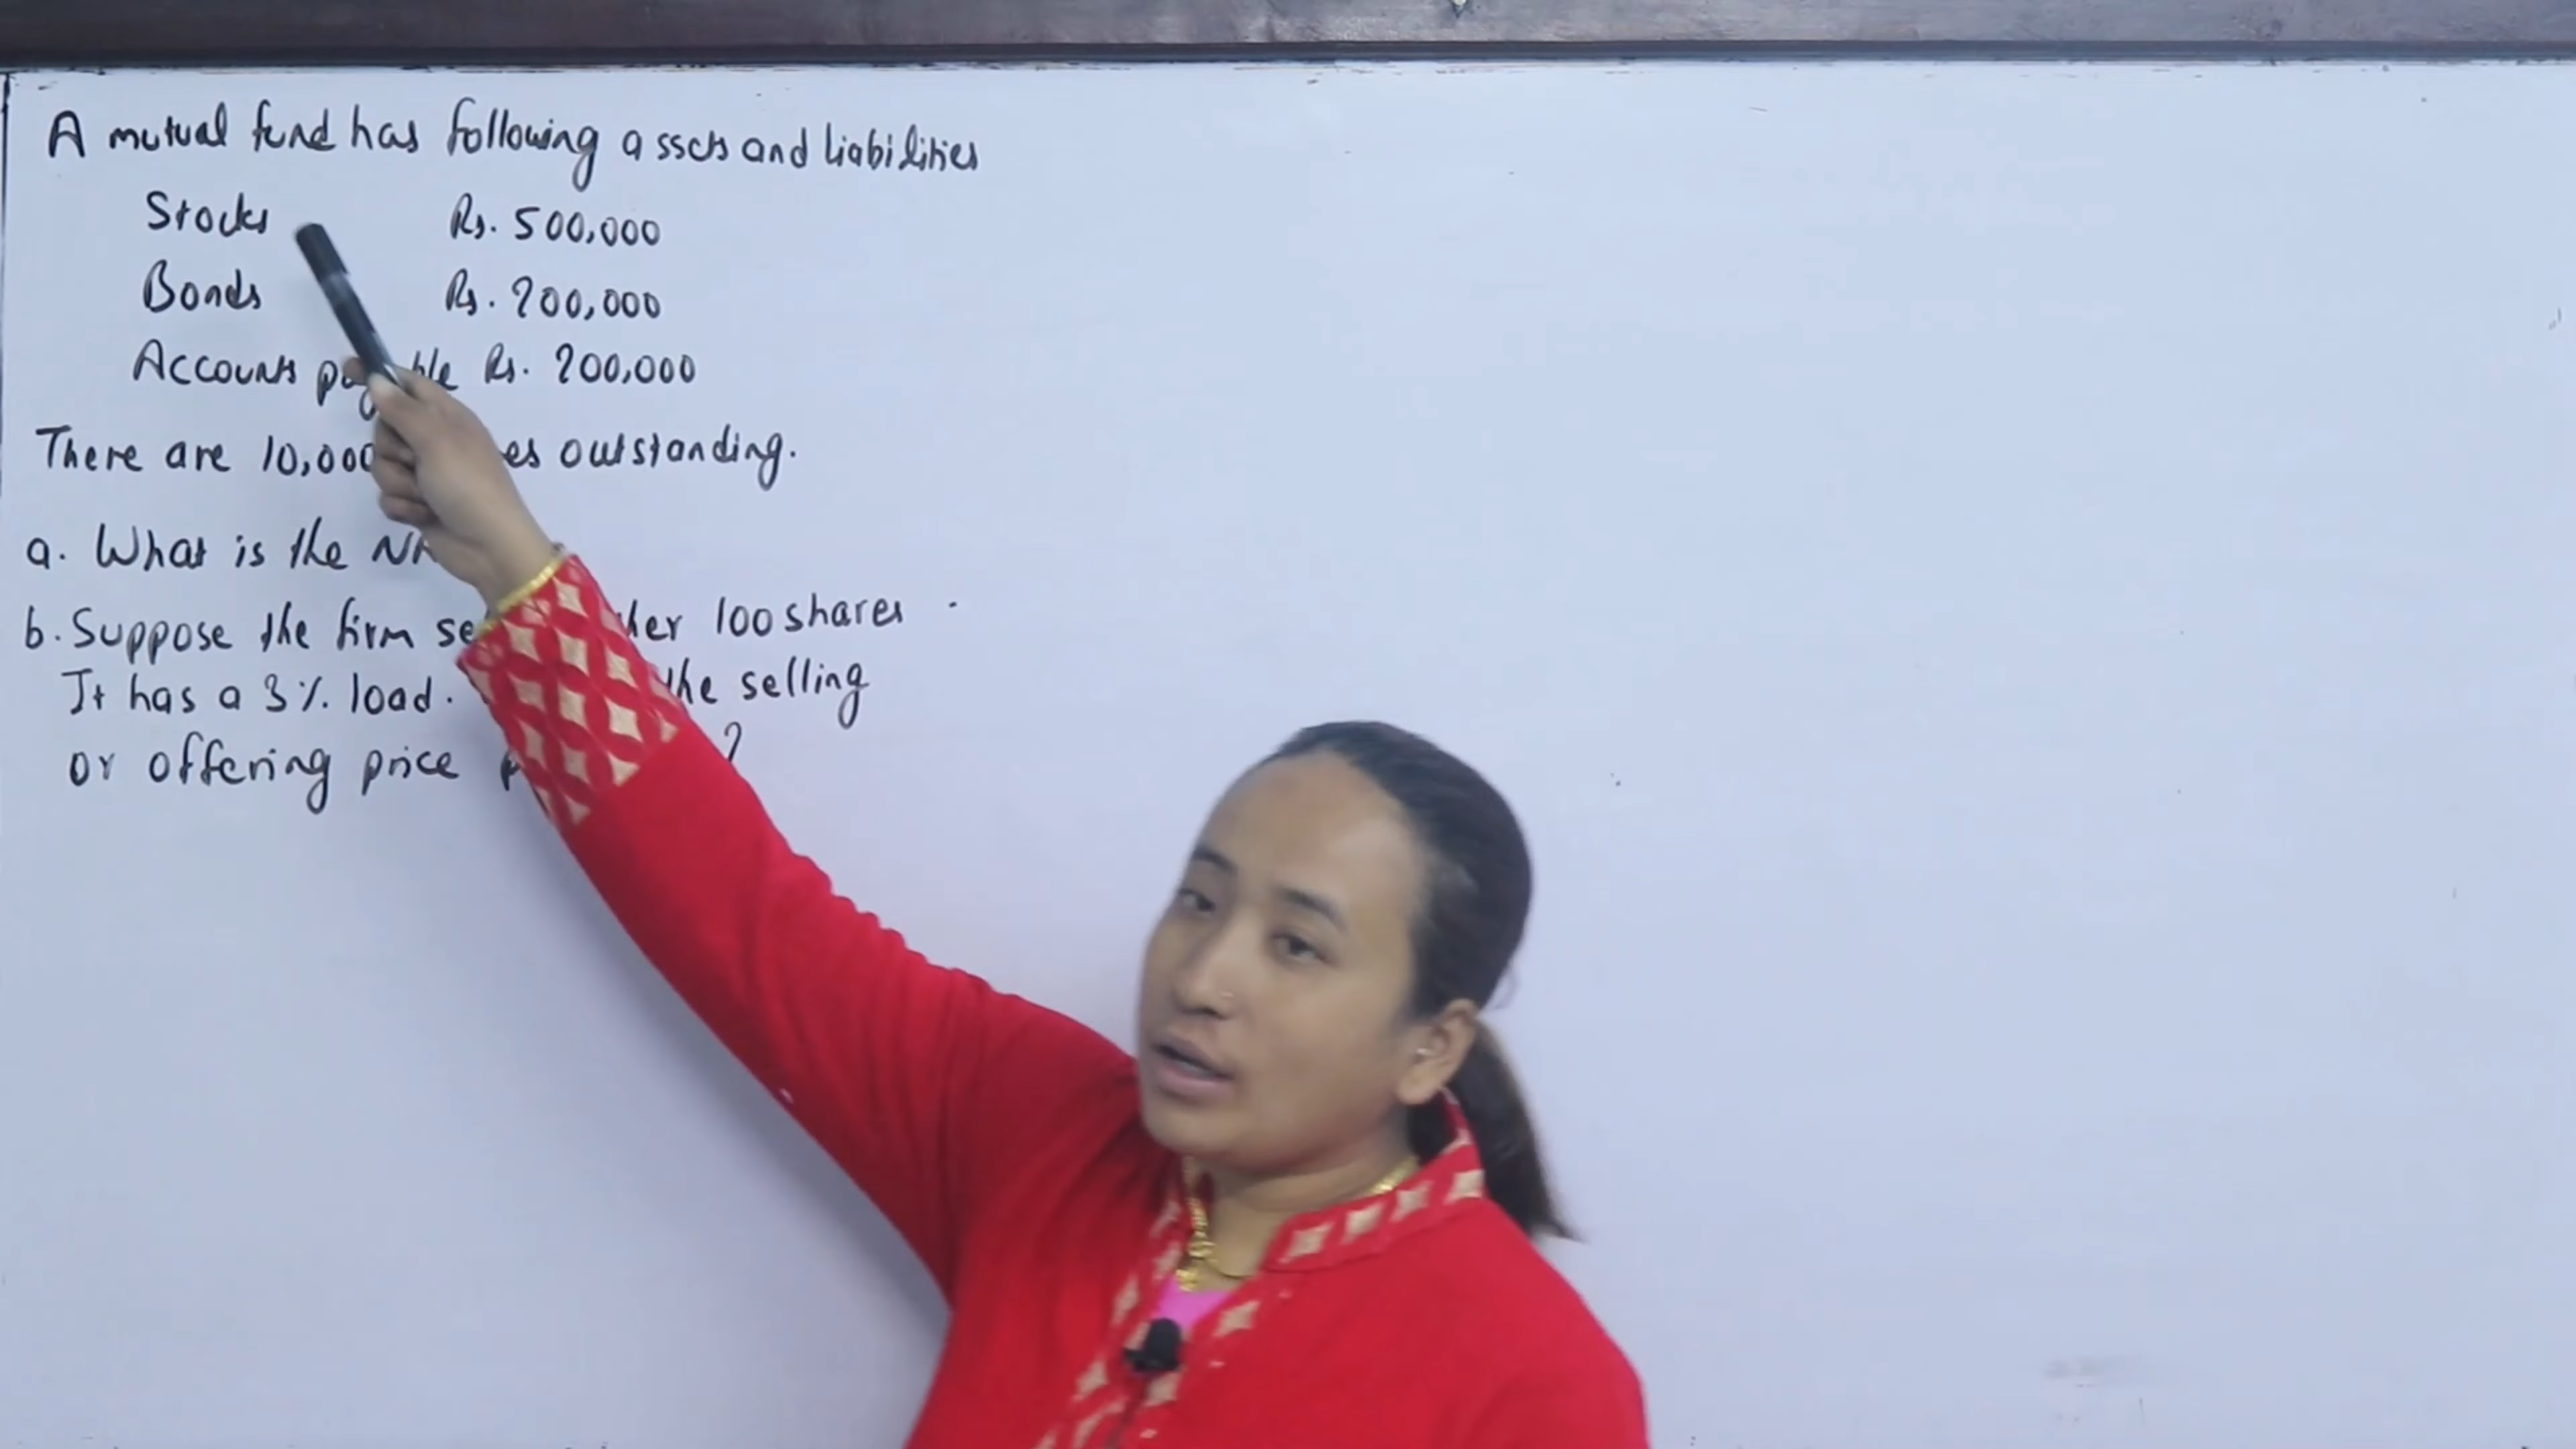 A mutual fund has following assets and liabilities
Stocks Rs. 500,000
Bonds Rs. 200,000
Accounts payable Rs. 200,000
There are 10,000 outstanding.
a. What is the
b. Suppose the firm 100 shares
It has a 3% load. the selling
or offering price ?